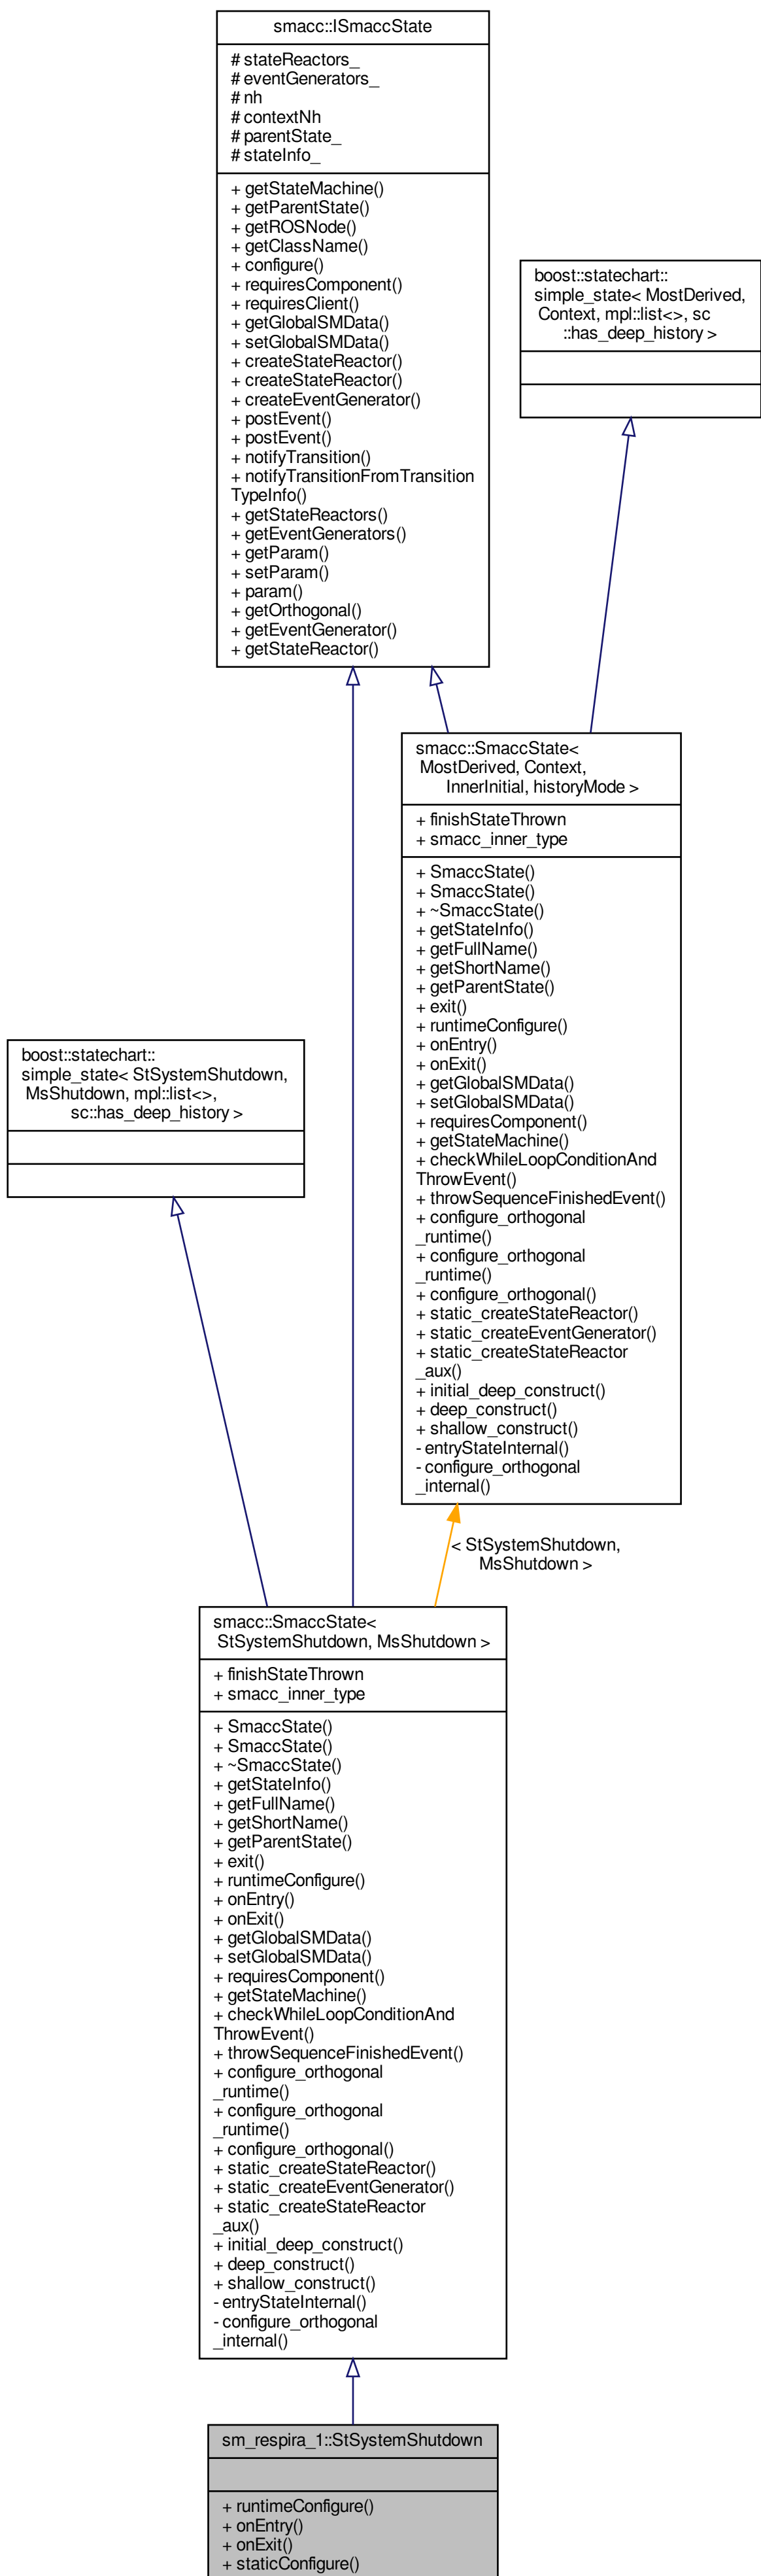 smacc::ISmaccState
# stateReactors_
# eventGenerators_
# nh
# contextNh
# parentState_
# stateInfo_
+ getStateMachine()
+ getParentState()
+ getROSNode()
+ getClassName()
+ configure()
+ requiresComponent()
+ requiresClient()
+ getGlobalSMData()
+ setGlobalSMData()
+ createStateReactor()
+ createStateReactor()
+ createEventGenerator()
+ postEvent()
+ postEvent()
+ notifyTransition()
+ notifyTransitionFromTransition
TypeInfo()
+ getStateReactors()
+ getEventGenerators()
+ getParam()
+ setParam()
+ param()
+ getOrthogonal()
+ getEventGenerator()
+ getStateReactor()
boost::statechart::
simple_state< MostDerived,
Context, mpl::list<>, sc
::has_deep_history >
smacc::SmaccState<
MostDerived, Context,
InnerInitial, historyMode >
+ finishStateThrown
+ smacc_inner_type
+ SmaccState()
+ SmaccState()
+ ~SmaccState()
+ getStateInfo()
+ getFullName()
+ getShortName()
+ getParentState()
+ exit()
+ runtimeConfigure()
+ onEntry()
+ onExit()
+ getGlobalSMData()
+ setGlobalSMData()
+ requiresComponent()
+ getStateMachine()
+ checkWhileLoopConditionAnd
ThrowEvent()
+ throwSequenceFinishedEvent()
+ configure_orthogonal
_runtime()
+ configure_orthogonal
_runtime()
+ configure_orthogonal()
+ static_createStateReactor()
+ static_createEventGenerator()
+ static_createStateReactor
_aux()
+ initial_deep_construct()
+ deep_construct()
+ shallow_construct()
- entryStateInternal()
- configure_orthogonal
_internal()
boost::statechart::
simple_state< StSystemShutdown,
MsShutdown, mpl::list<>,
sc::has_deep_history >
< StSystemShutdown,
MsShutdown >
smacc::SmaccState<
StSystemShutdown, MsShutdown >
+ finishStateThrown
+ smacc_inner_type
+ SmaccState()
+ SmaccState()
+ ~SmaccState()
+ getStateInfo()
+ getFullName()
+ getShortName()
+ getParentState()
+ exit()
+ runtimeConfigure()
+ onEntry()
+ onExit()
+ getGlobalSMData()
+ setGlobalSMData()
+ requiresComponent()
+ getStateMachine()
+ checkWhileLoopConditionAnd
ThrowEvent()
+ throwSequenceFinishedEvent()
+ configure_orthogonal
_runtime()
+ configure_orthogonal
_runtime()
+ configure_orthogonal()
+ static_createStateReactor()
+ static_createEventGenerator()
+ static_createStateReactor
_aux()
+ initial_deep_construct()
+ deep_construct()
+ shallow_construct()
- entryStateInternal()
- configure_orthogonal
_internal()
sm_respira_1::StSystemShutdown
+ runtimeConfigure()
+ onEntry()
+ onExit()
+ staticConfigure()